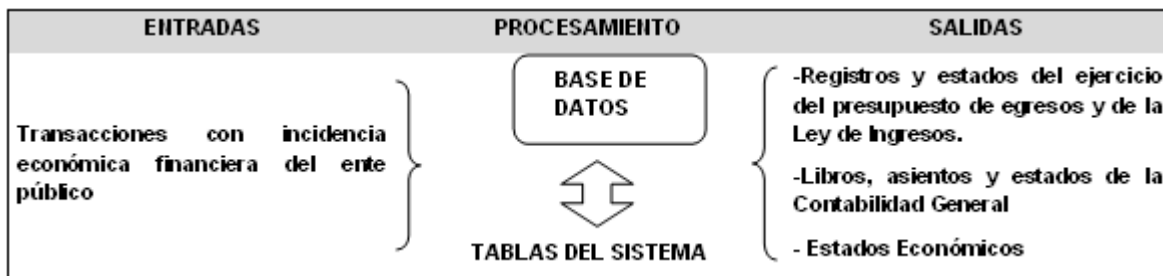 ENTRADAS PROCESAMIENTO SALIDAS
Transacciones con incidencia
económica financiera del ente
público
BASE DE
DATOS
TABLAS DEL SISTEMA
-Registros y estados del ejercicio
del presupuesto de egresos y de la
Ley de Ingresos.
-Libros, asientos y estados de la
Contabilidad General
- Estados Económicos